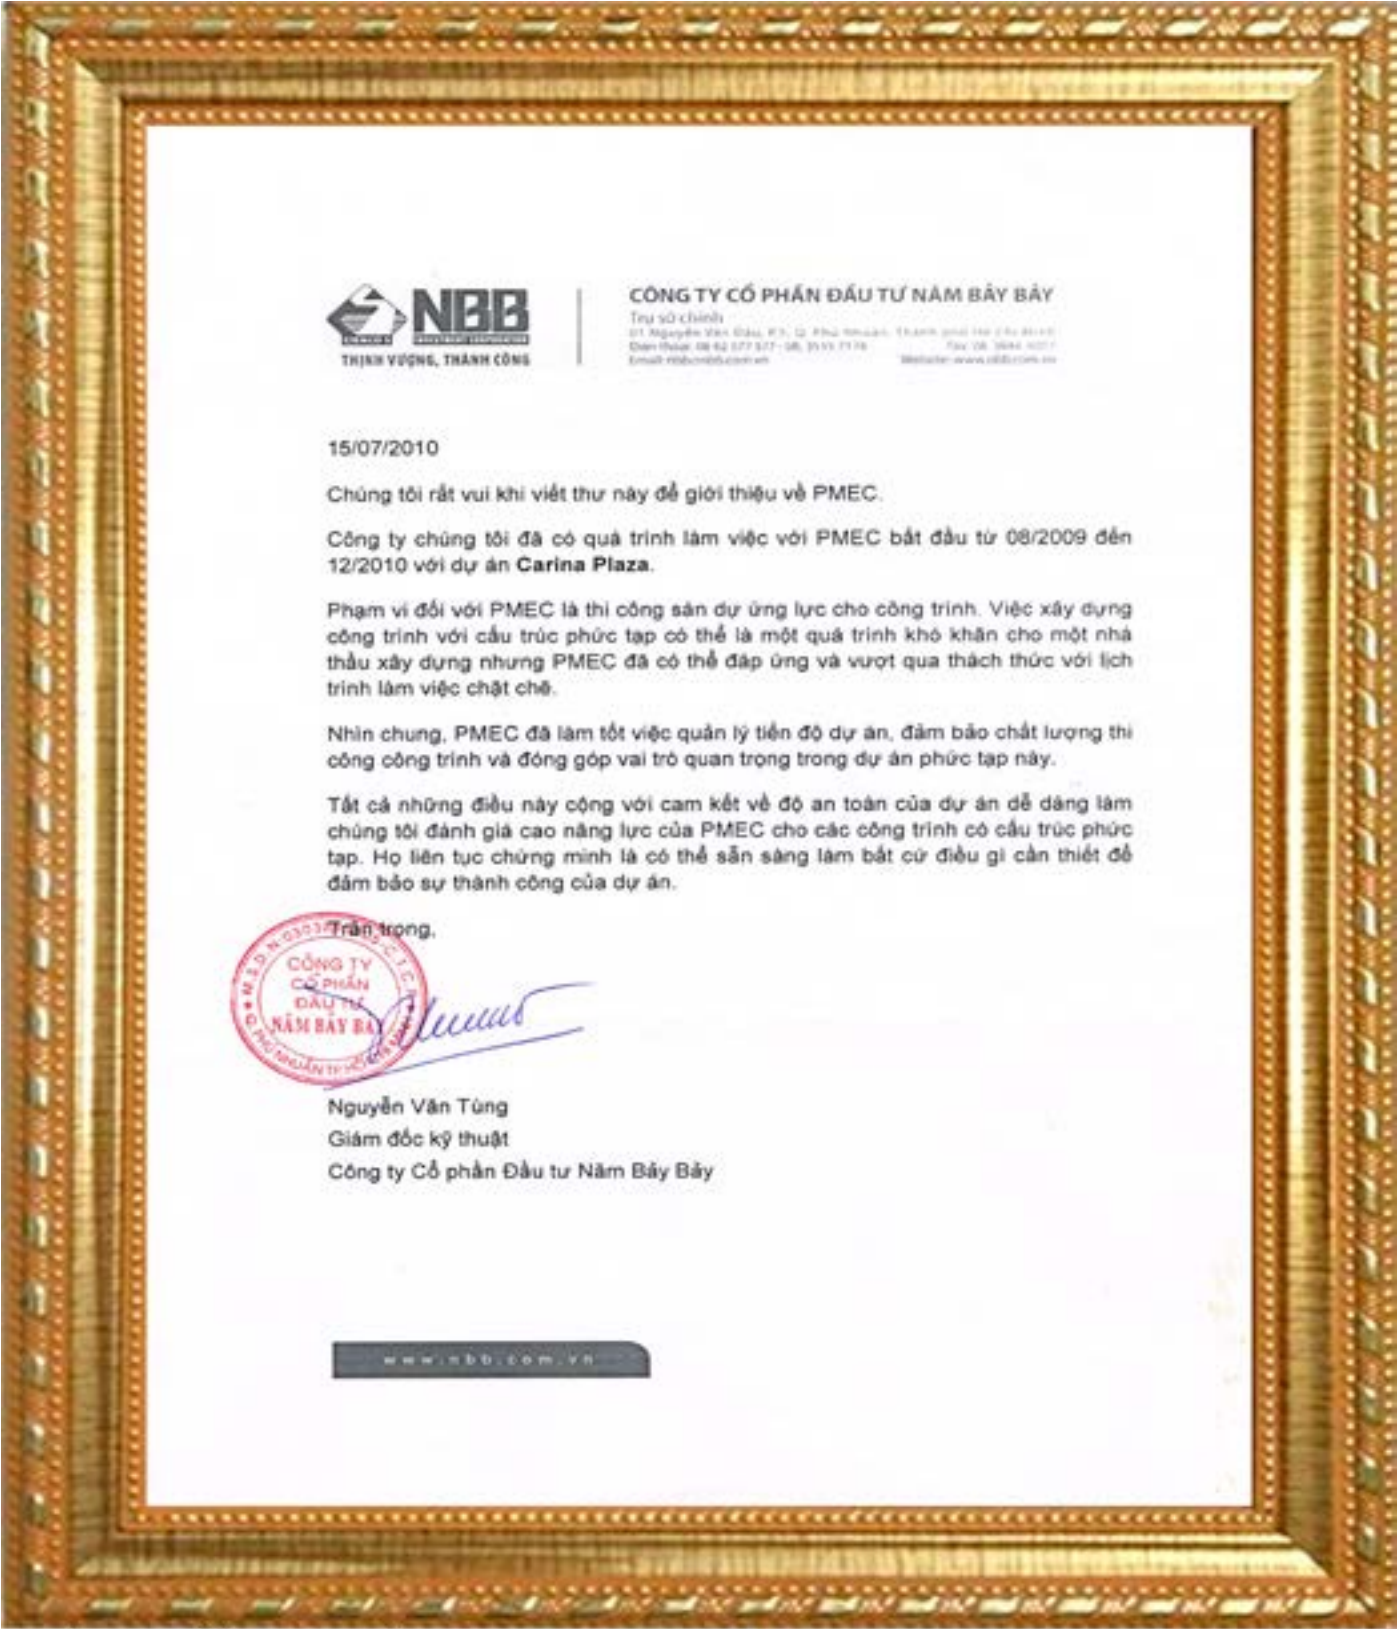 NBB
THỊNH VƯỢNG, THÀNH CÔNG
CÔNG TY CỔ PHẦN ĐẦU TƯ NĂM BẢY BẢY
Trụ sở chính
15/07/2010
Chúng tôi rất vui khi viết thư này để giới thiệu về PMEC.
Công ty chúng tôi đã có quá trình làm việc với PMEC bắt đầu từ 08/2009 đến
12/2010 với dự án Carina Plaza.
Phạm vi đối với PMEC là thi công sàn dự ứng lực cho công trình. Việc xây dựng
công trình với cấu trúc phức tạp có thể là một quá trình khó khăn cho một nhà
thầu xây dựng nhưng PMEC đã có thể đáp ứng và vượt qua thách thức với lịch
trình làm việc chặt chẽ.
Nhìn chung, PMEC đã làm tốt việc quản lý tiến độ dự án, đảm bảo chất lượng thi
công công trình và đóng góp vai trò quan trọng trong dự án phức tạp này.
Tất cả những điều này cộng với cam kết về độ an toàn của dự án dễ dàng làm
chúng tôi đánh giá cao năng lực của PMEC cho các công trình có cấu trúc phức
tạp. Họ liên tục chứng minh là có thể sẵn sàng làm bất cứ điều gì cần thiết để
đảm bảo sự thành công của dự án.
Trân trọng,
CÔNG TY
CỔ PHẦN
ĐẦU TƯ
NĂM BẢY BẢY
Nguyễn Văn Tùng
Giám đốc kỹ thuật
Công ty Cổ phần Đầu tư Năm Bảy Bảy
www.nbb.com.vn